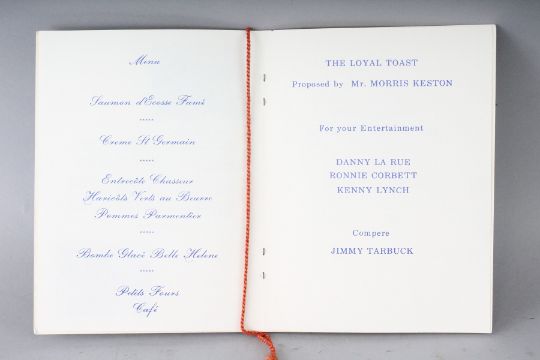 Menu
Saumon d'Ecosse Fumé
Creme St Germain
Entrecôte Chasseur
Haricôts Verts au Beurre
Pommes Parmentier
Bombe Glacé Belle Helene
Petits Fours
Café
THE LOYAL TOAST
Proposed by Mr. MORRIS KESTON
For your Entertainment
DANNY LA RUE
RONNIE CORBETT
KENNY LYNCH
Compere
JIMMY TARBUCK